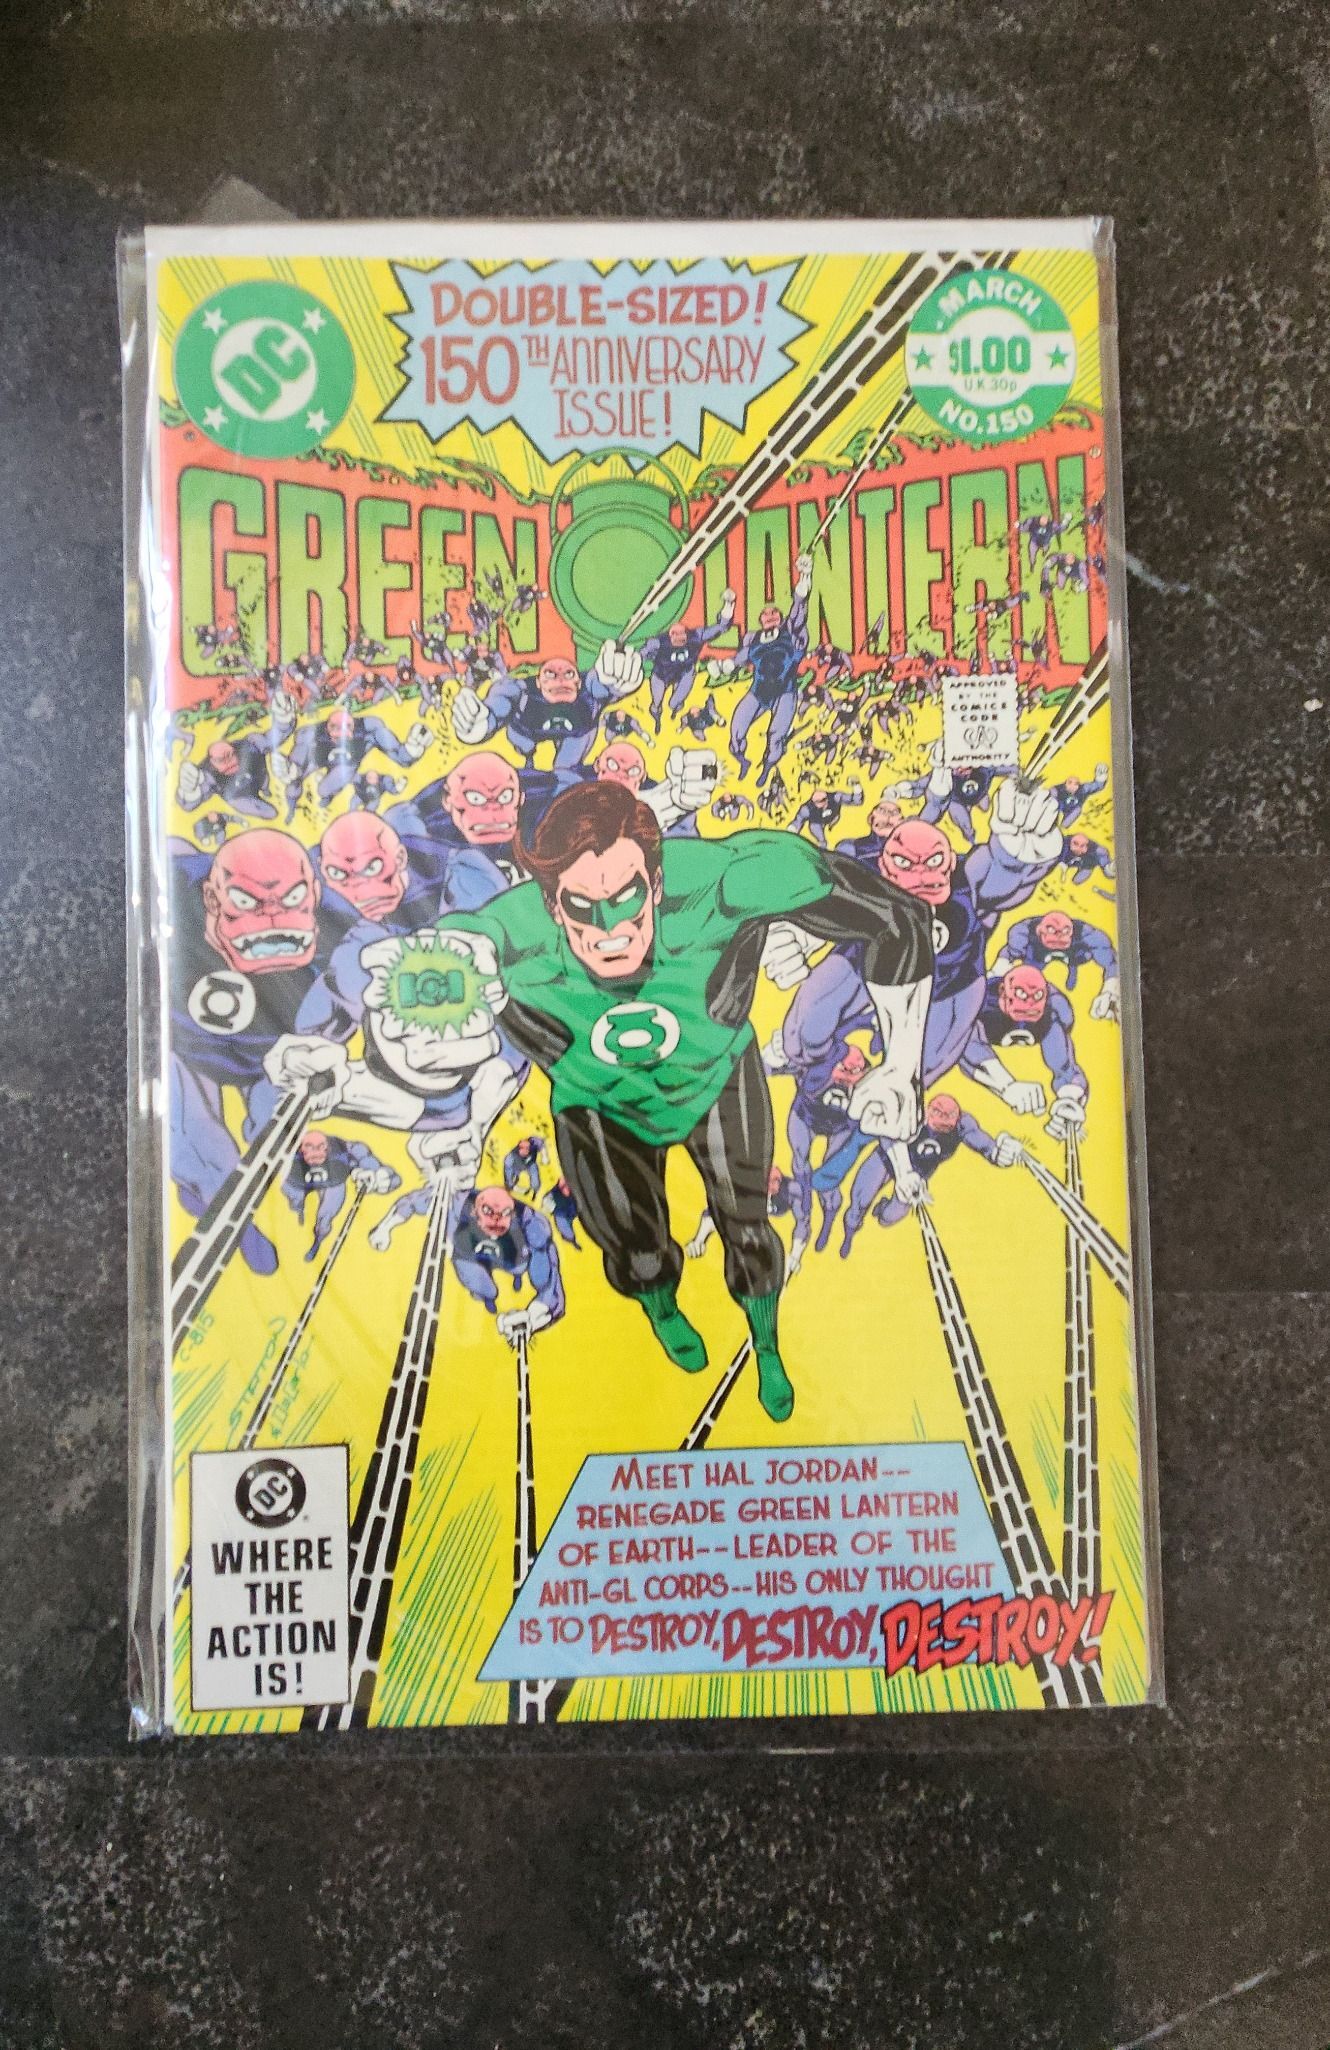 DC
DOUBLE-SIZED!
150TH ANNIVERSARY
ISSUE!
MARCH
$1.00
U.K. 30p
NO. 150
GREEN LANTERN
APPROVED
BY THE
COMICS
CODE
AUTHORITY
C-815
STATON
DC
WHERE
THE
ACTION
IS!
MEET HAL JORDAN--
RENEGADE GREEN LANTERN
OF EARTH--LEADER OF THE
ANTI-GL CORPS--HIS ONLY THOUGHT
IS TO DESTROY, DESTROY, DESTROY!